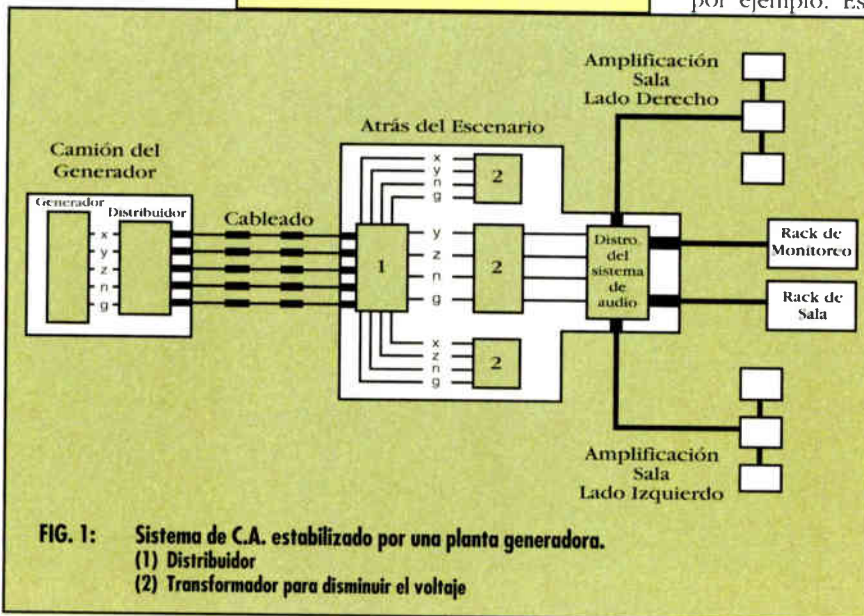 por ejemplo. Es
Amplificación
Sala
Lado Derecho
Atrás del Escenario
Camión del
Generador
Generador
Distribuidor
Cableado
x
y
z
n
g
x
y
n
g
2
1
y
z
n
g
2
x
z
n
g
2
Distro.
del
sistema
de
audio
Rack de
Monitoreo
Rack de
Sala
Amplificación
Sala
Lado Izquierdo
FIG. 1: Sistema de C.A. estabilizado por una planta generadora.
(1) Distribuidor
(2) Transformador para disminuir el voltaje